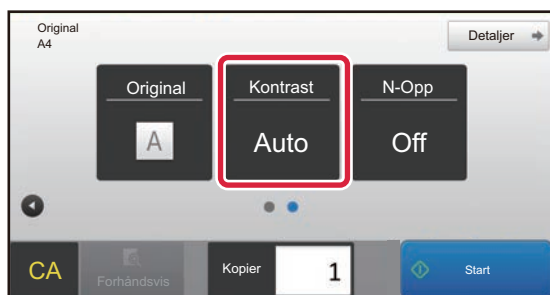 Original
A4
Detaljer
Original
Kontrast
N-Opp
A
Auto
Off
CA
Forhåndsvis
Kopier
1
Start